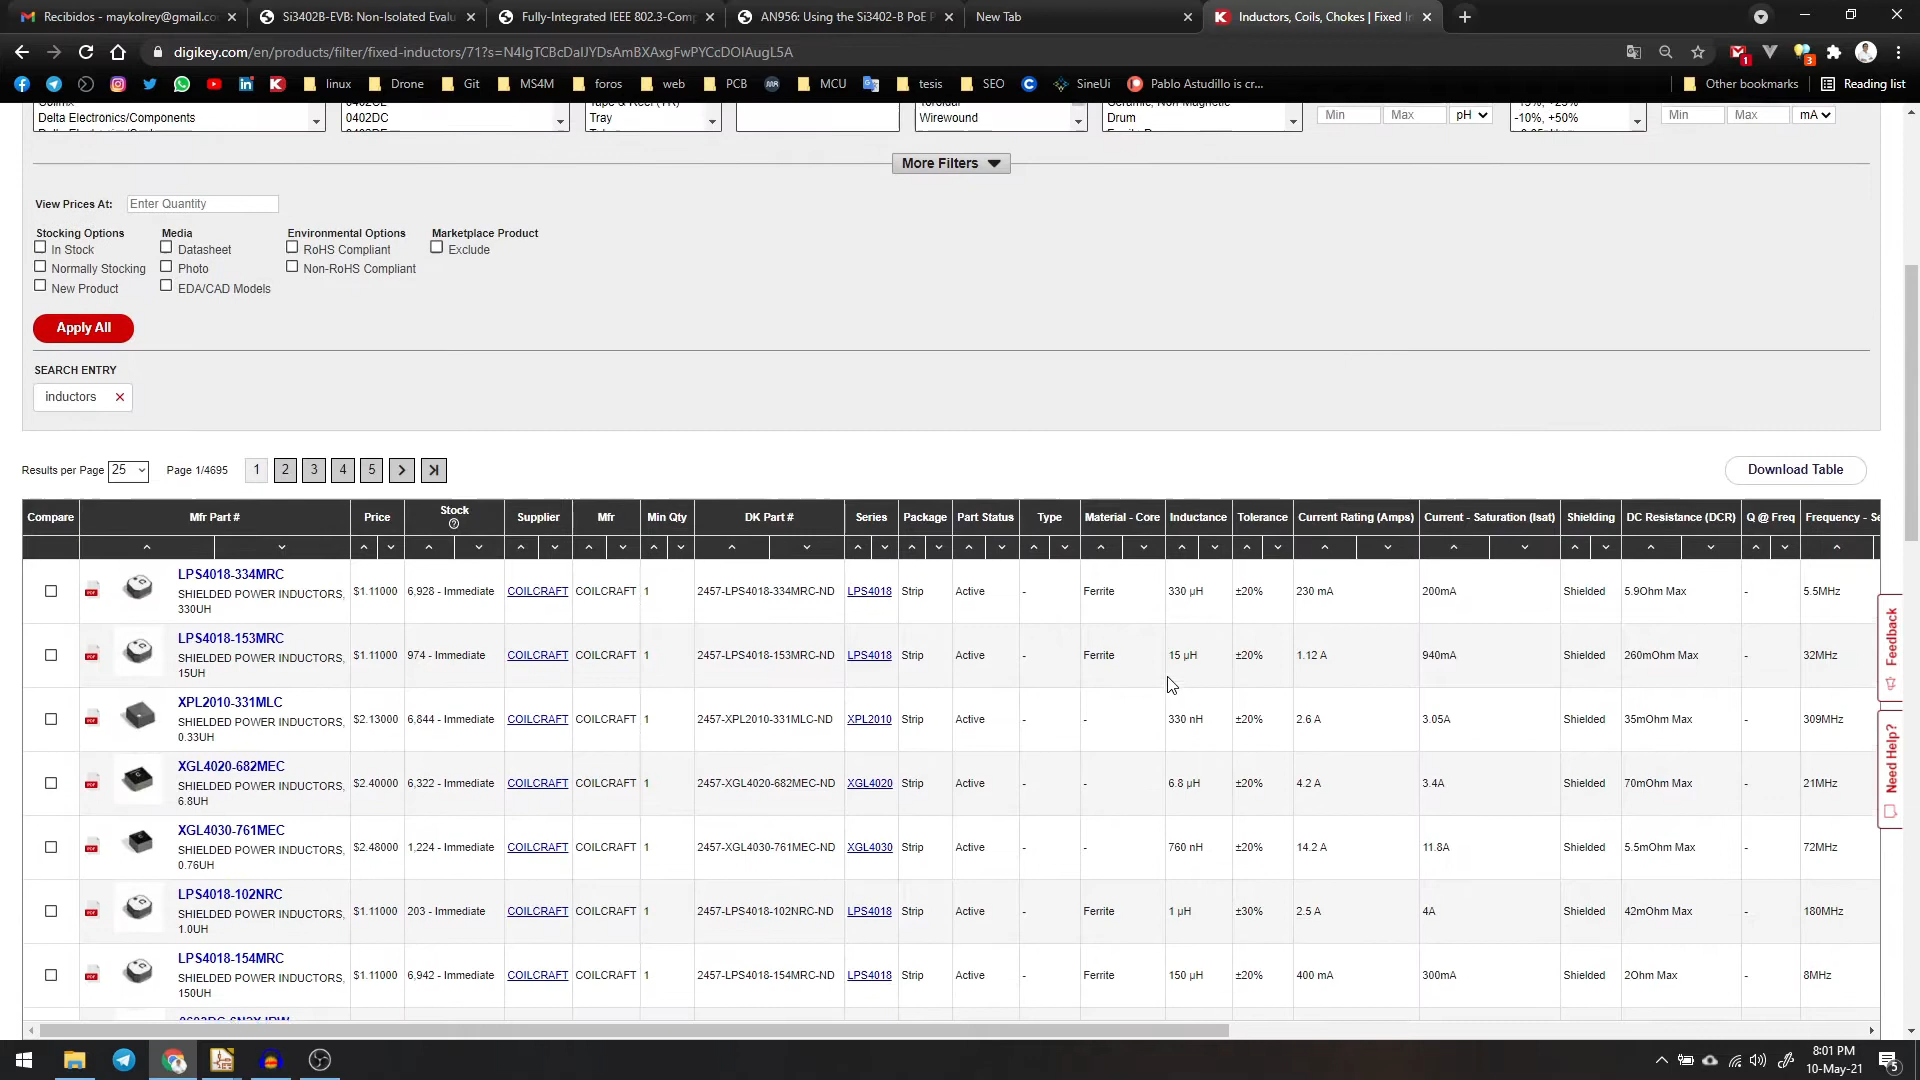 Recibidos - maykolrey@gmail.co
Si3402B-EVB: Non-Isolated Evalu
Fully-Integrated IEEE 802.3-Comp
AN956: Using the Si3402-B PoE P
New Tab
Inductors, Coils, Chokes | Fixed In
digikey.com/en/products/filter/fixed-inductors/71?s=N4IgTCBcDaIJYDsAmBXAxgFwPYCcDOIAugL5A
linux Drone Git MS4M foros web PCB MR MCU tesis SEO SineUi Pablo Astudillo is cr... Other bookmarks Reading list
Delta Electronics/Components 0402DC Tray Wirewound Drum Min Max pH -10%, +50% Min Max mA
More Filters
View Prices At: Enter Quantity
Stocking Options Media Environmental Options Marketplace Product
In Stock Datasheet RoHS Compliant Exclude
Normally Stocking Photo Non-RoHS Compliant
New Product EDA/CAD Models
Apply All
SEARCH ENTRY
inductors
Results per Page 25 Page 1/4695 1 2 3 4 5 Download Table
Compare Mfr Part # Price Stock Supplier Mfr Min Qty DK Part # Series Package Part Status Type Material - Core Inductance Tolerance Current Rating (Amps) Current - Saturation (Isat) Shielding DC Resistance (DCR) Q @ Freq Frequency - Se
LPS4018-334MRC
SHIELDED POWER INDUCTORS, $1.11000 6,928 - Immediate COILCRAFT COILCRAFT 1 2457-LPS4018-334MRC-ND LPS4018 Strip Active - Ferrite 330 µH ±20% 230 mA 200mA Shielded 5.9Ohm Max - 5.5MHz
330UH
LPS4018-153MRC
SHIELDED POWER INDUCTORS, $1.11000 974 - Immediate COILCRAFT COILCRAFT 1 2457-LPS4018-153MRC-ND LPS4018 Strip Active - Ferrite 15 µH ±20% 1.12 A 940mA Shielded 260mOhm Max - 32MHz
15UH
XPL2010-331MLC
SHIELDED POWER INDUCTORS, $2.13000 6,844 - Immediate COILCRAFT COILCRAFT 1 2457-XPL2010-331MLC-ND XPL2010 Strip Active - - 330 nH ±20% 2.6 A 3.05A Shielded 35mOhm Max - 309MHz
0.33UH
XGL4020-682MEC
SHIELDED POWER INDUCTORS, $2.40000 6,322 - Immediate COILCRAFT COILCRAFT 1 2457-XGL4020-682MEC-ND XGL4020 Strip Active - - 6.8 µH ±20% 4.2 A 3.4A Shielded 70mOhm Max - 21MHz
6.8UH
XGL4030-761MEC
SHIELDED POWER INDUCTORS, $2.48000 1,224 - Immediate COILCRAFT COILCRAFT 1 2457-XGL4030-761MEC-ND XGL4030 Strip Active - - 760 nH ±20% 14.2 A 11.8A Shielded 5.5mOhm Max - 72MHz
0.76UH
LPS4018-102NRC
SHIELDED POWER INDUCTORS, $1.11000 203 - Immediate COILCRAFT COILCRAFT 1 2457-LPS4018-102NRC-ND LPS4018 Strip Active - Ferrite 1 µH ±30% 2.5 A 4A Shielded 42mOhm Max - 180MHz
1.0UH
LPS4018-154MRC
SHIELDED POWER INDUCTORS, $1.11000 6,942 - Immediate COILCRAFT COILCRAFT 1 2457-LPS4018-154MRC-ND LPS4018 Strip Active - Ferrite 150 µH ±20% 400 mA 300mA Shielded 2Ohm Max - 8MHz
150UH
Feedback
Need Help?
8:01 PM
10-May-21
5